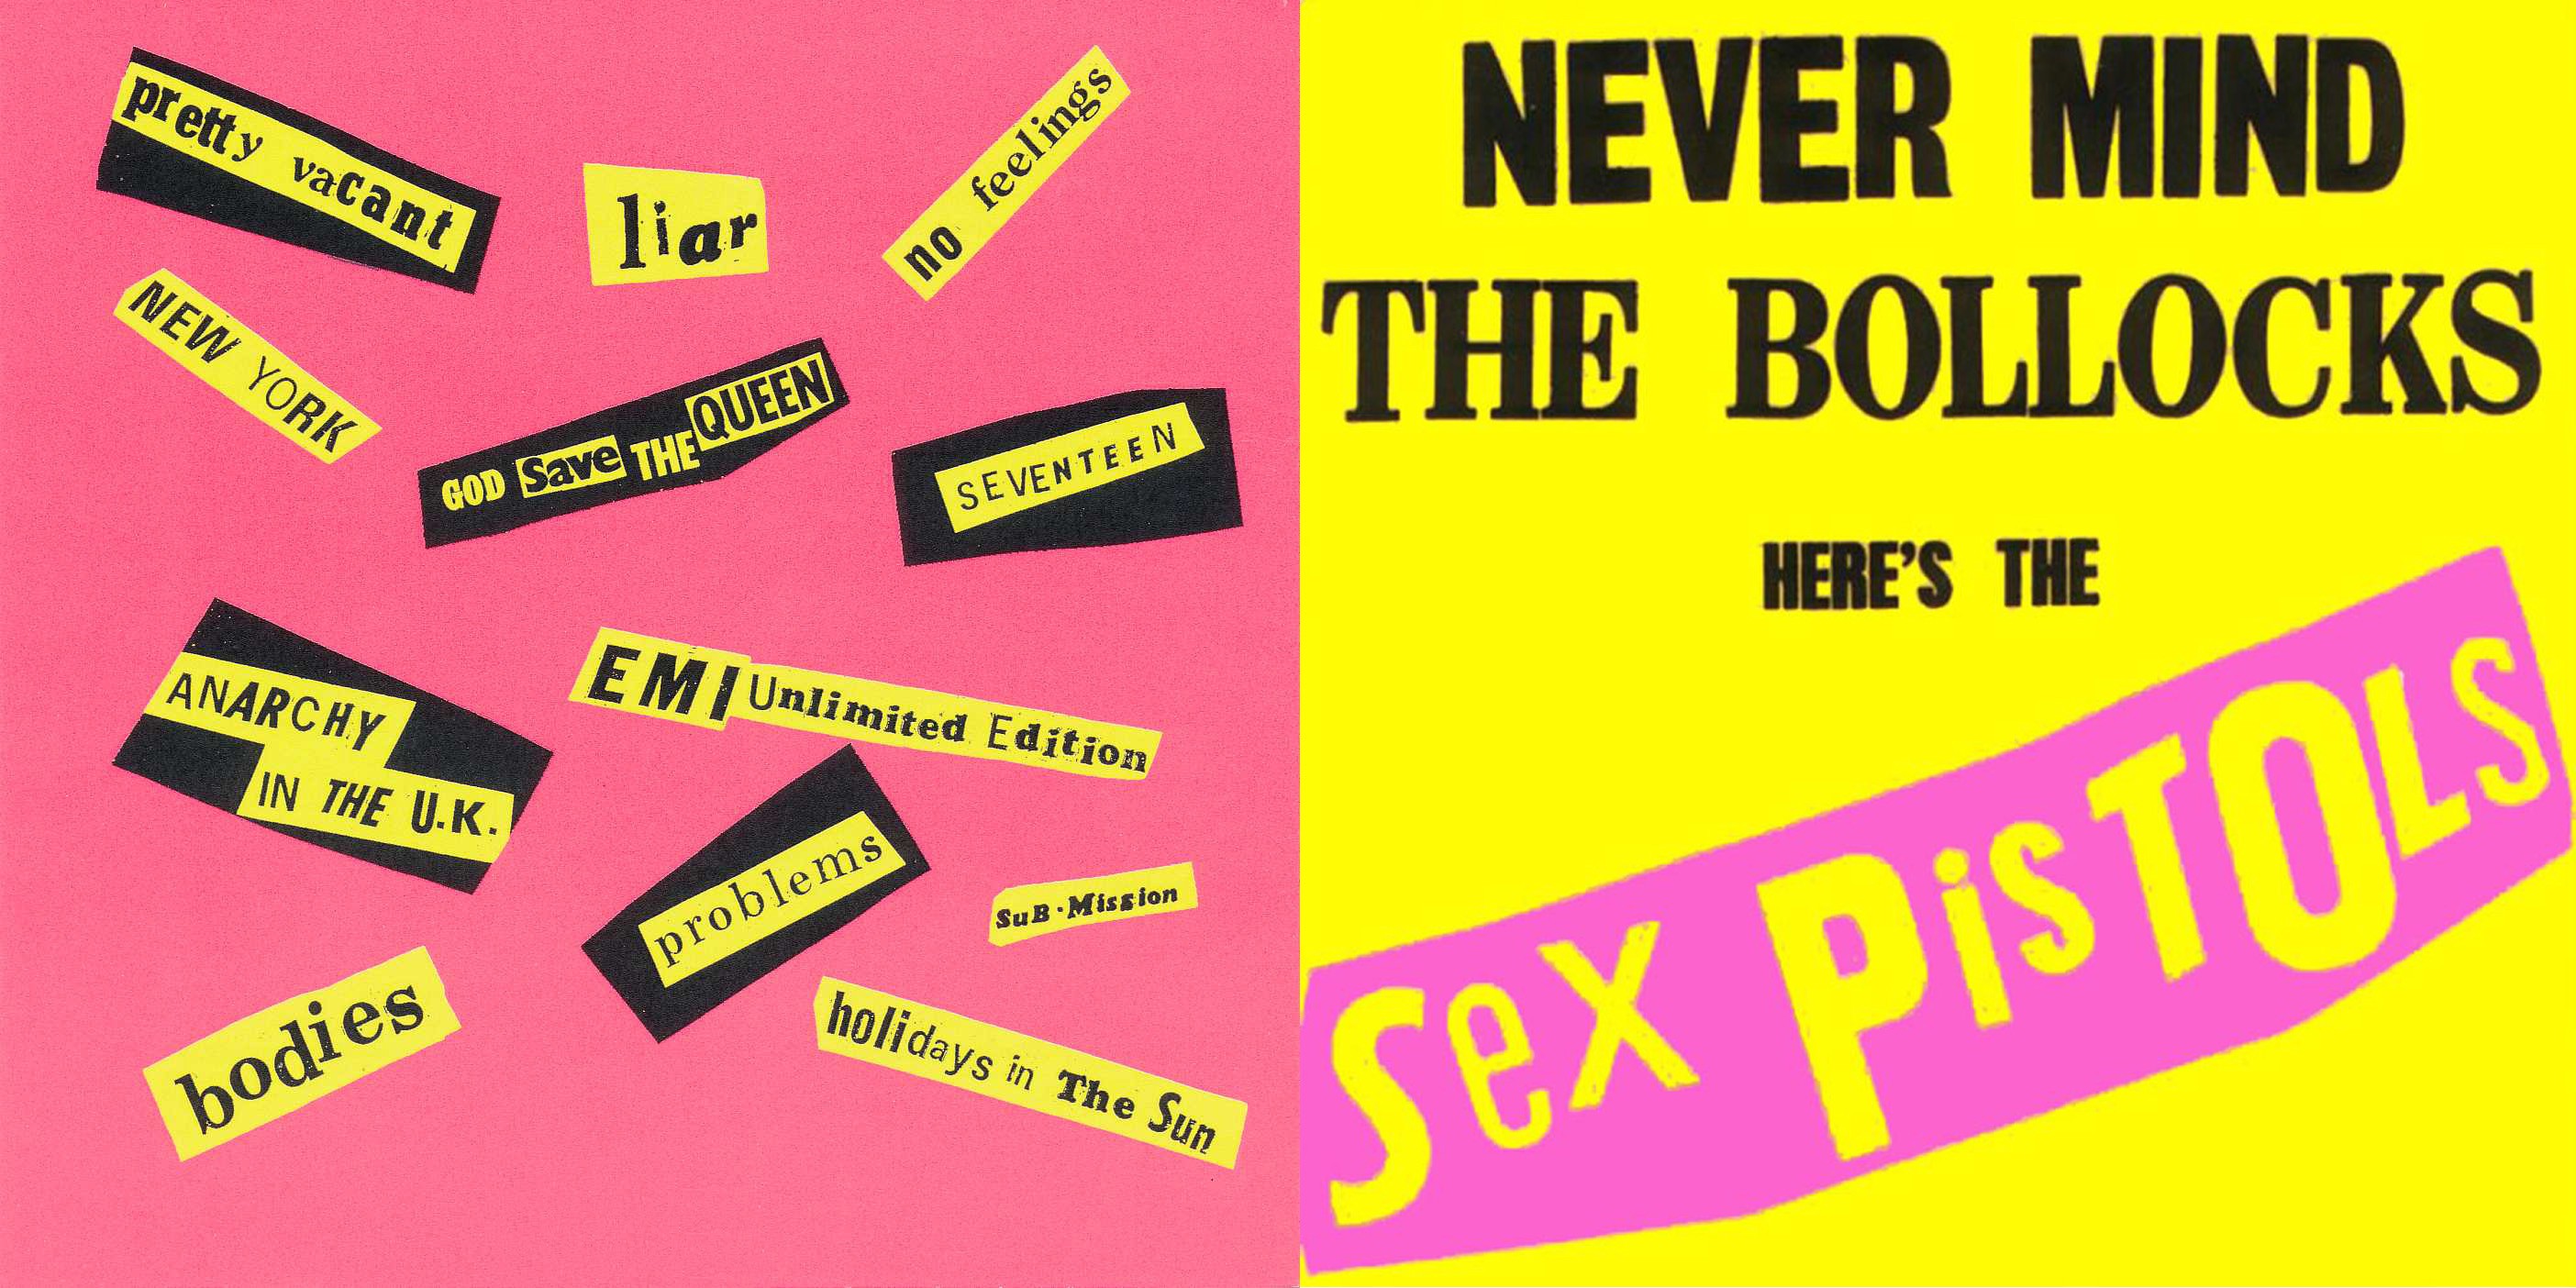 pretty vacant
liar
no feelings
NEW YORK
GOD Save THE QUEEN
SEVENTEEN
ANARCHY
IN THE U.K.
EMI Unlimited Edition
problems
SuB·Mission
bodies
holidays in The Sun
NEVER MIND
THE BOLLOCKS
HERE'S THE
Sex PiSTOLS